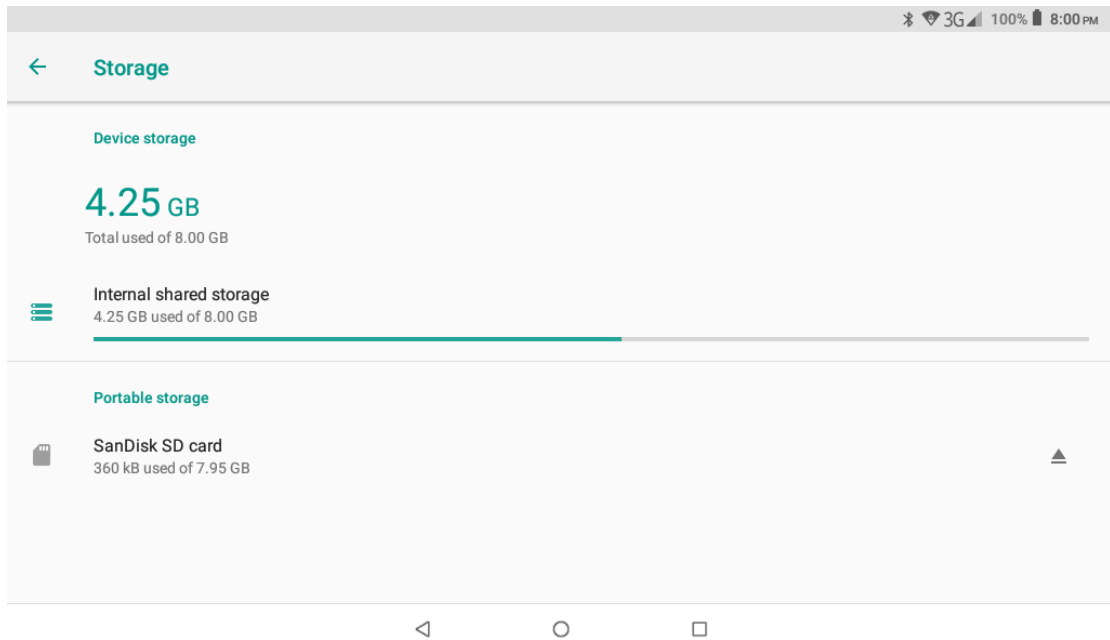 3G 100% 8:00 PM
Storage
Device storage
4.25 GB
Total used of 8.00 GB
Internal shared storage
4.25 GB used of 8.00 GB
Portable storage
SanDisk SD card
360 kB used of 7.95 GB